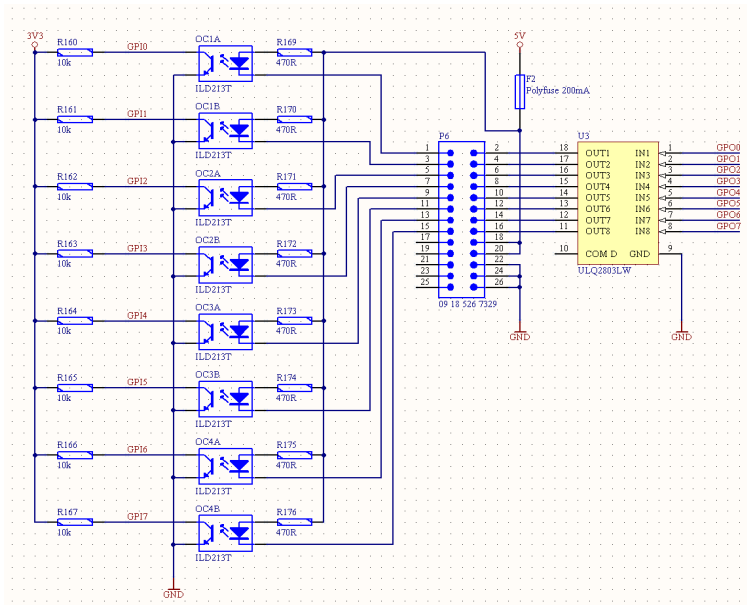 3V3
R160
GPI0
OC1A
R169
10k
ILD213T
470R
5V
F2
Polyfuse 200mA
R161
GPI1
OC1B
R170
10k
ILD213T
470R
R162
GPI2
OC2A
R171
10k
ILD213T
470R
R163
GPI3
OC2B
R172
10k
ILD213T
470R
R164
GPI4
OC3A
R173
10k
ILD213T
470R
R165
GPI5
OC3B
R174
10k
ILD213T
470R
R166
GPI6
OC4A
R175
10k
ILD213T
470R
R167
GPI7
OC4B
R176
10k
ILD213T
470R
GND
P6
1 2
3 4
5 6
7 8
9 10
11 12
13 14
15 16
17 18
19 20
21 22
23 24
25 26
09 18 526 7329
GND
U3
18 OUT1 IN1 1 GPO0
17 OUT2 IN2 2 GPO1
16 OUT3 IN3 3 GPO2
15 OUT4 IN4 4 GPO3
14 OUT5 IN5 5 GPO4
13 OUT6 IN6 6 GPO5
12 OUT7 IN7 7 GPO6
11 OUT8 IN8 8 GPO7
10 COM D GND 9
ULQ2803LW
GND